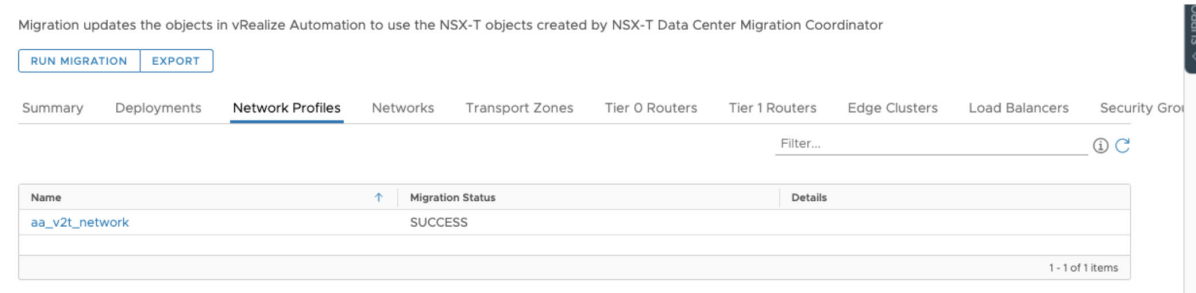 Migration updates the objects in vRealize Automation to use the NSX-T objects created by NSX-T Data Center Migration Coordinator
RUN MIGRATION EXPORT
Summary Deployments Network Profiles Networks Transport Zones Tier 0 Routers Tier 1 Routers Edge Clusters Load Balancers Security Grou
Filter...
Name Migration Status Details
aa_v2t_network SUCCESS
1 - 1 of 1 items